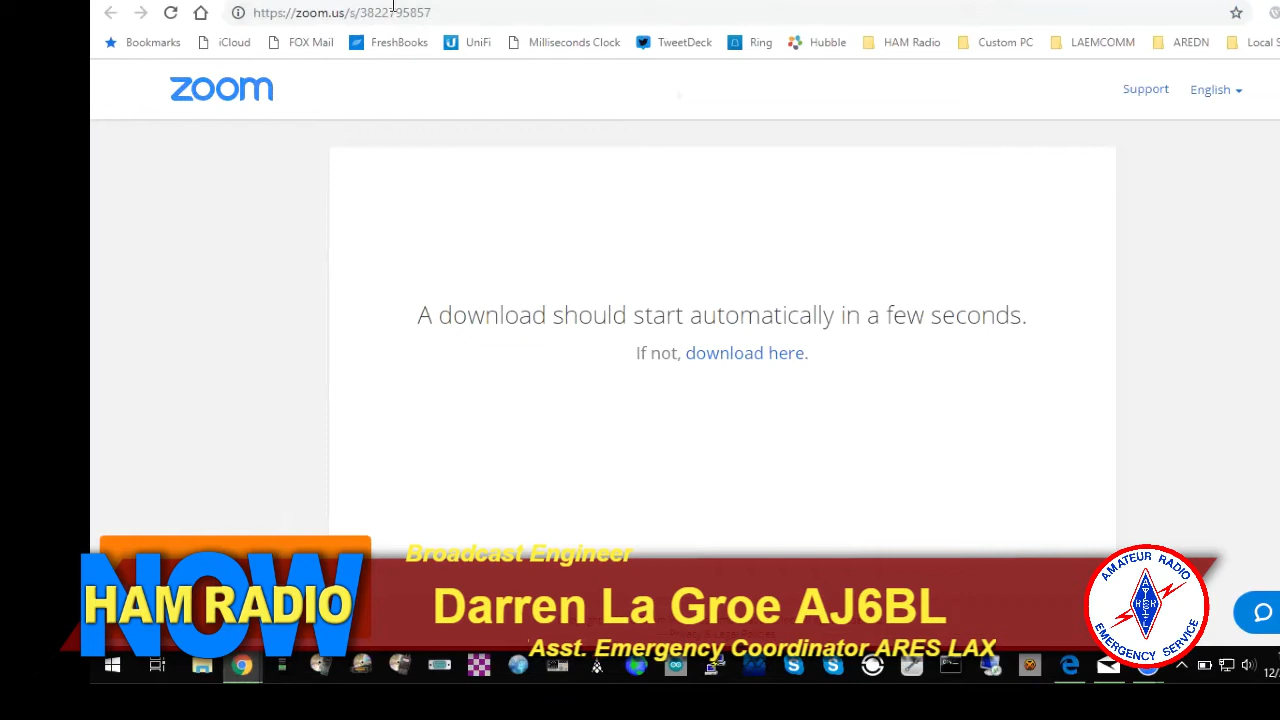 https://zoom.us/s/3822795857
Bookmarks iCloud FOX Mail FreshBooks UniFi Milliseconds Clock TweetDeck Ring Hubble HAM Radio Custom PC LAEMCOMM AREDN Local S
zoom
Support English
A download should start automatically in a few seconds.
If not, download here.
Broadcast Engineer
NOW
HAM RADIO
Darren La Groe AJ6BL
Asst. Emergency Coordinator ARES LAX
AMATEUR RADIO
EMERGENCY SERVICE
12/